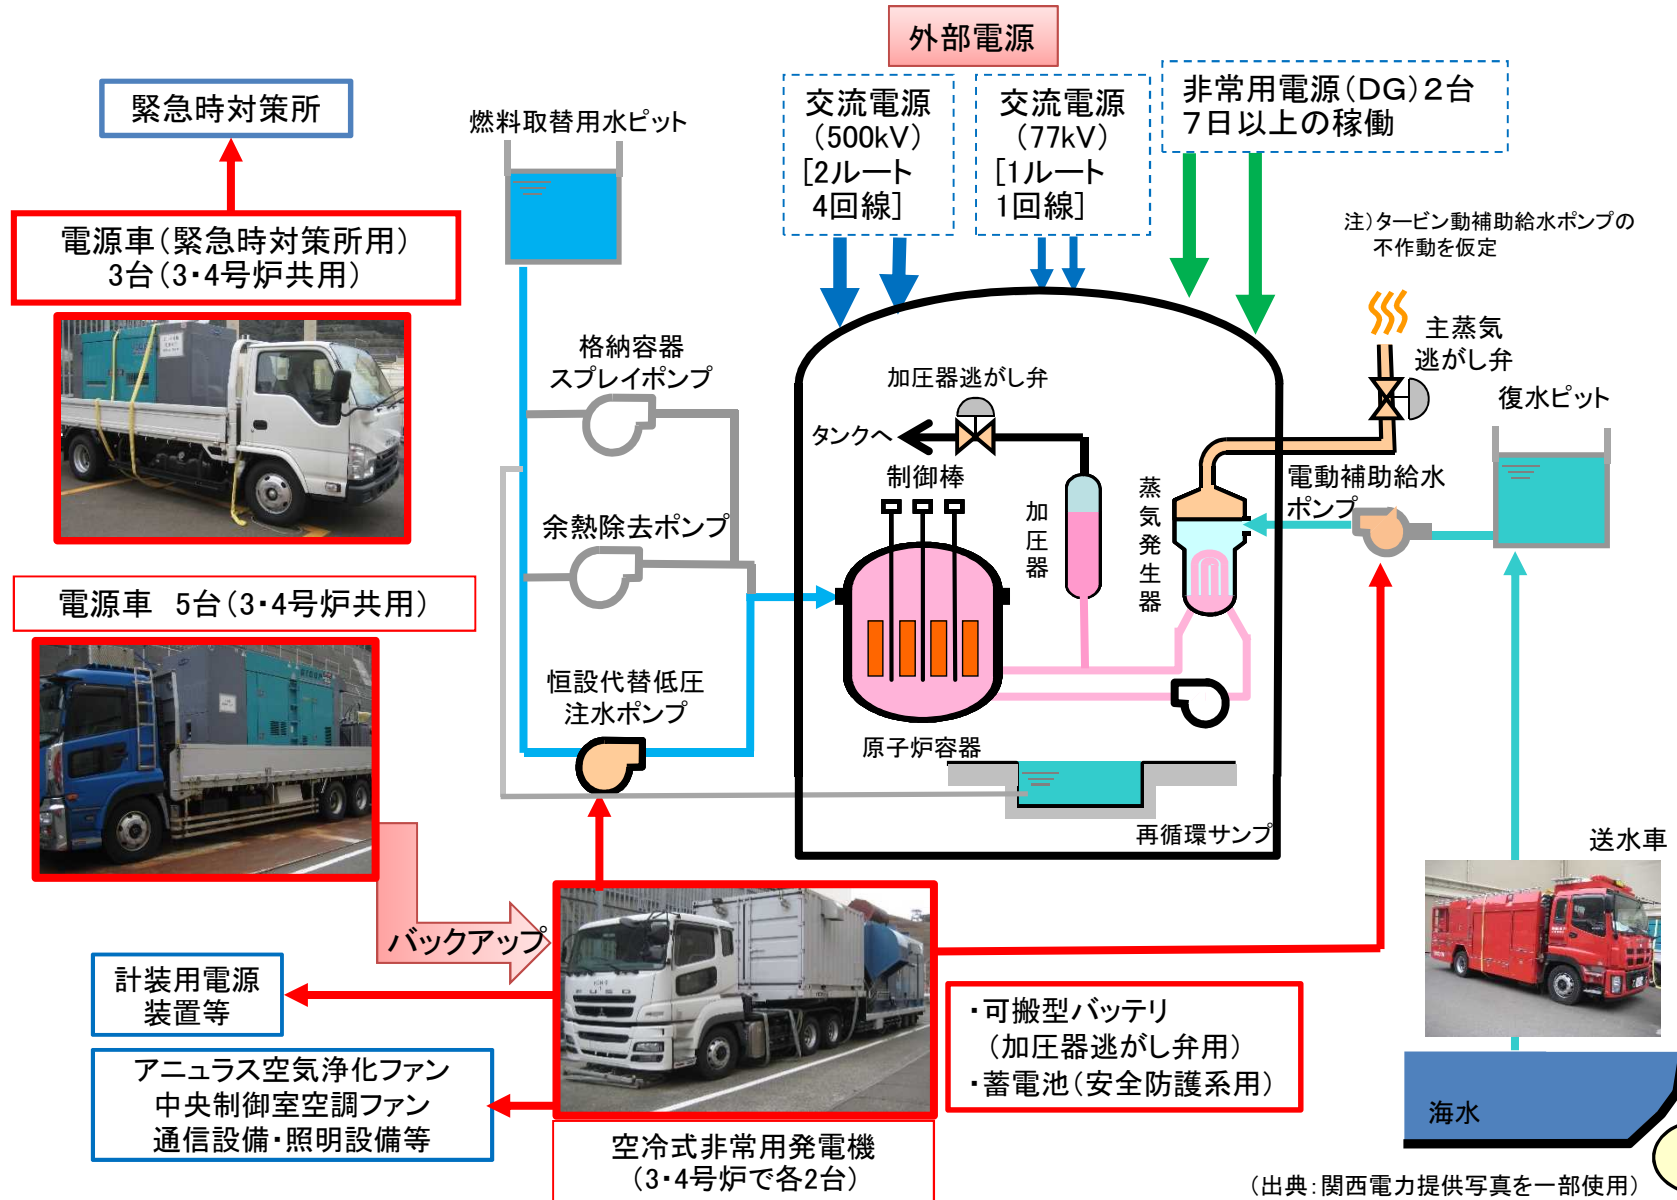 外部電源
緊急時対策所
燃料取替用水ピット
交流電源
(500kV)
[2ルート
4回線]
交流電源
(77kV)
[1ルート
1回線]
非常用電源(DG)2台
7日以上の稼働
電源車(緊急時対策所用)
3台(3・4号炉共用)
注)タービン動補助給水ポンプの
不作動を仮定
格納容器
スプレイポンプ
加圧器逃がし弁
主蒸気
逃がし弁
復水ピット
タンクへ
制御棒
加圧器
蒸気発生器
電動補助給水
ポンプ
余熱除去ポンプ
電源車 5台(3・4号炉共用)
恒設代替低圧
注水ポンプ
原子炉容器
再循環サンプ
送水車
バックアップ
計装用電源
装置等
・可搬型バッテリ
(加圧器逃がし弁用)
・蓄電池(安全防護系用)
アニュラス空気浄化ファン
中央制御室空調ファン
通信設備・照明設備等
海水
空冷式非常用発電機
(3・4号炉で各2台)
(出典:関西電力提供写真を一部使用)